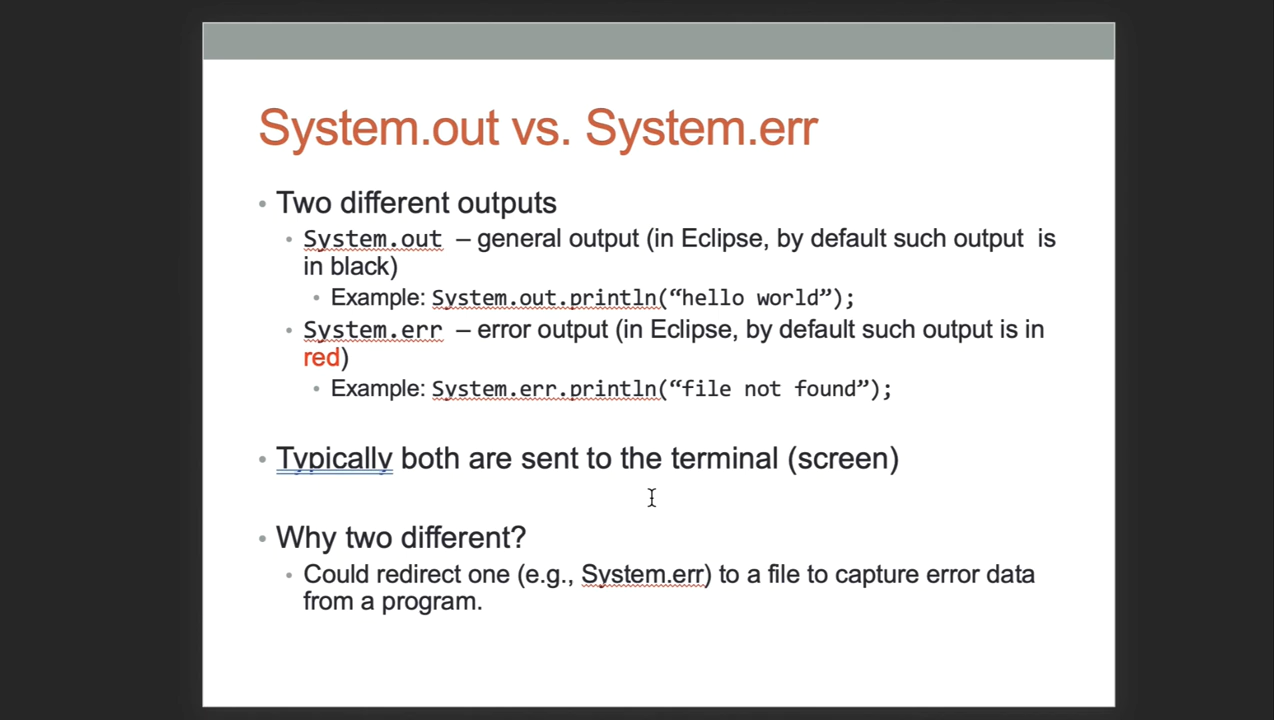 System.out vs. System.err
• Two different outputs
• System.out – general output (in Eclipse, by default such output is
in black)
• Example: System.out.println(“hello world”);
• System.err – error output (in Eclipse, by default such output is in
red)
• Example: System.err.println(“file not found”);
• Typically both are sent to the terminal (screen)
• Why two different?
• Could redirect one (e.g., System.err) to a file to capture error data
from a program.